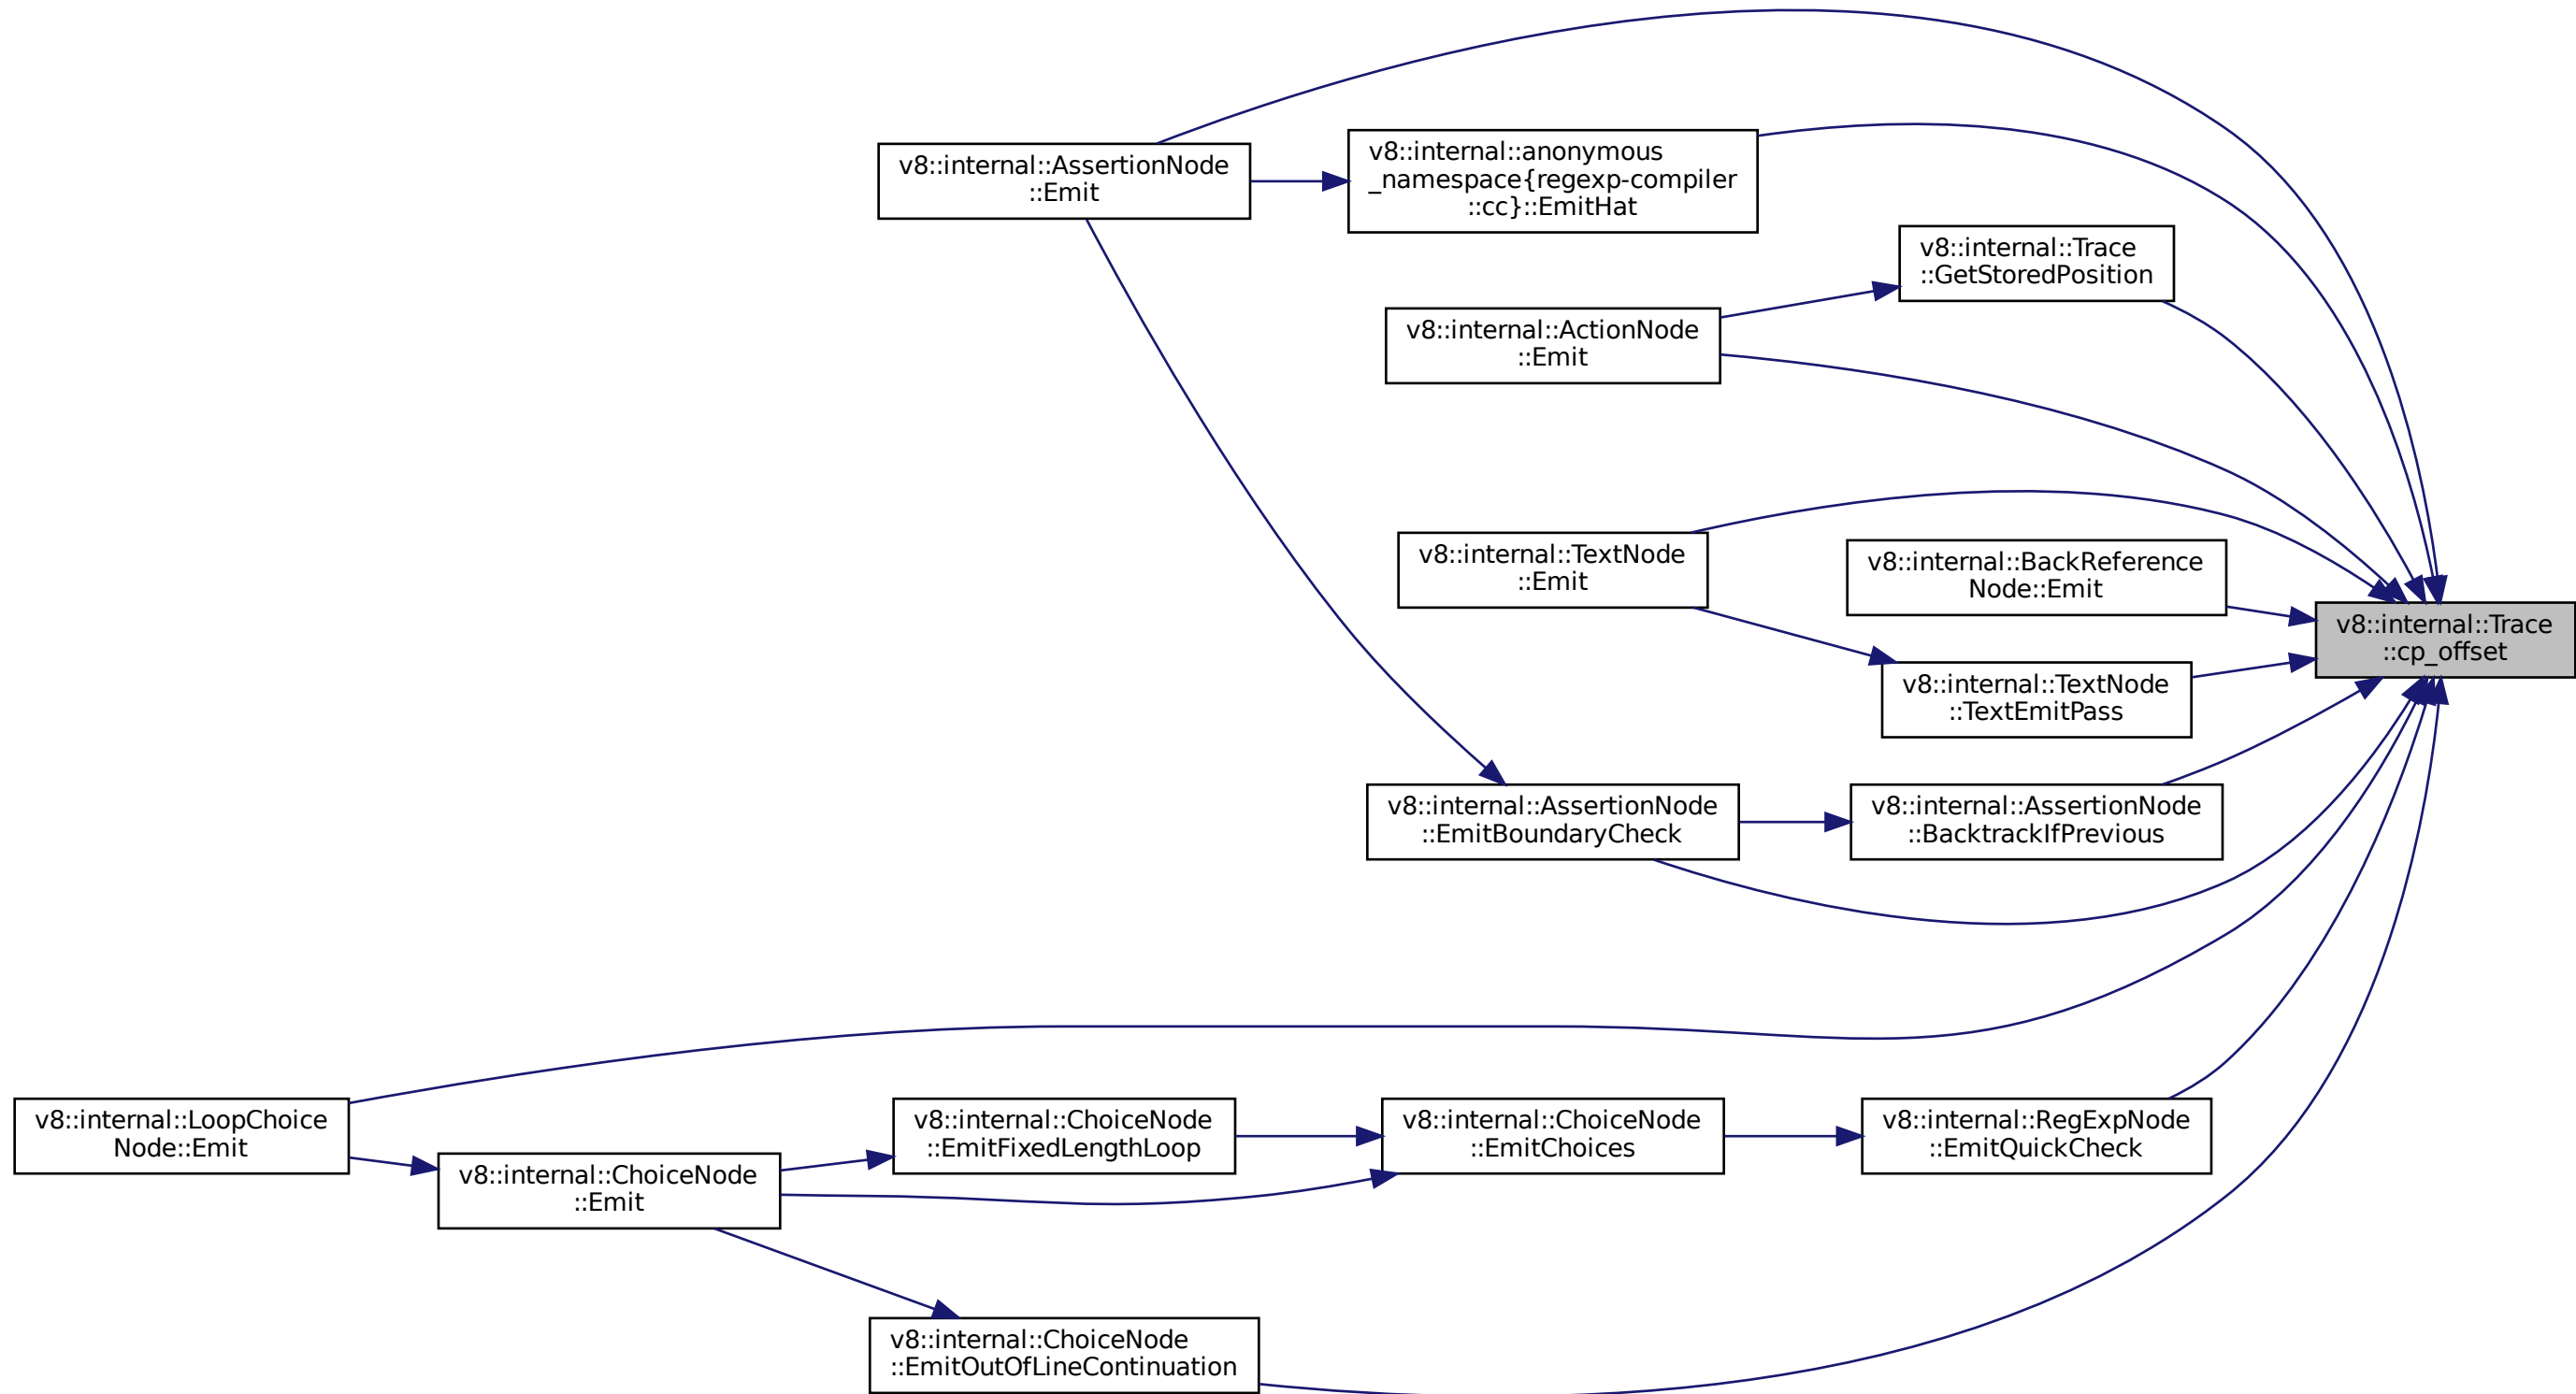 v8::internal::AssertionNode
::Emit
v8::internal::anonymous
_namespace{regexp-compiler
::cc}::EmitHat
v8::internal::Trace
::GetStoredPosition
v8::internal::ActionNode
::Emit
v8::internal::TextNode
::Emit
v8::internal::BackReference
Node::Emit
v8::internal::Trace
::cp_offset
v8::internal::TextNode
::TextEmitPass
v8::internal::AssertionNode
::EmitBoundaryCheck
v8::internal::AssertionNode
::BacktrackIfPrevious
v8::internal::LoopChoice
Node::Emit
v8::internal::ChoiceNode
::Emit
v8::internal::ChoiceNode
::EmitFixedLengthLoop
v8::internal::ChoiceNode
::EmitChoices
v8::internal::RegExpNode
::EmitQuickCheck
v8::internal::ChoiceNode
::EmitOutOfLineContinuation